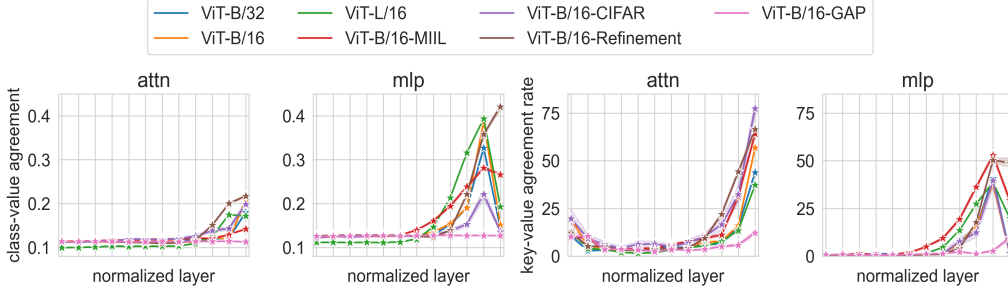 ViT-B/32 ViT-L/16 ViT-B/16-CIFAR ViT-B/16-GAP
ViT-B/16 ViT-B/16-MIIL ViT-B/16-Refinement
attn mlp attn mlp
class-value agreement
0.4
0.3
0.2
0.1
normalized layer
0.4
0.3
0.2
0.1
normalized layer
key-value agreement rate
75
50
25
0
normalized layer
75
50
25
0
normalized layer